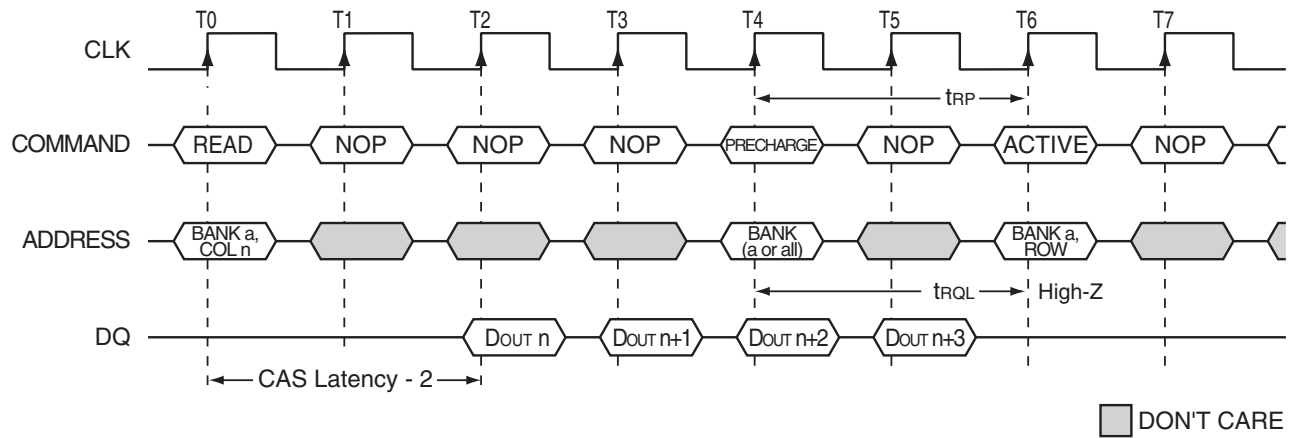 T0 T1 T2 T3 T4 T5 T6 T7
CLK
tRP
COMMAND READ NOP NOP NOP PRECHARGE NOP ACTIVE NOP
ADDRESS BANK a, COL n BANK (a or all) BANK a, ROW
tRQL High-Z
DQ DOUT n DOUT n+1 DOUT n+2 DOUT n+3
CAS Latency - 2
DON'T CARE